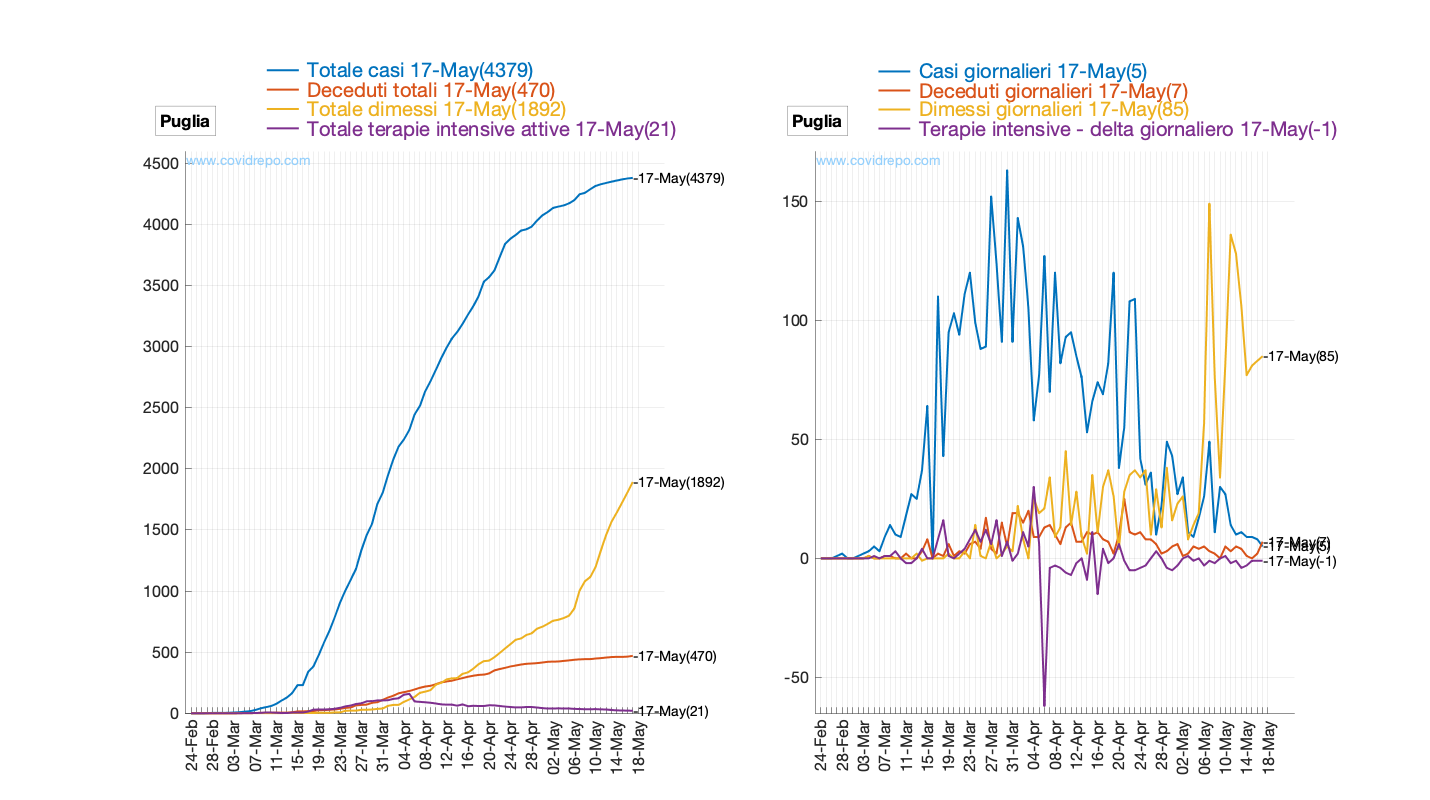 Totale casi 17-May(4379)
Deceduti totali 17-May(470)
Totale dimessi 17-May(1892)
Totale terapie intensive attive 17-May(21)
Puglia
www.covidrepo.com
4500
4000
3500
3000
2500
2000
1500
1000
500
0
-17-May(4379)
-17-May(1892)
-17-May(470)
-17-May(21)
24-Feb
28-Feb
03-Mar
07-Mar
11-Mar
15-Mar
19-Mar
23-Mar
27-Mar
31-Mar
04-Apr
08-Apr
12-Apr
16-Apr
20-Apr
24-Apr
28-Apr
02-May
06-May
10-May
14-May
18-May
Casi giornalieri 17-May(5)
Deceduti giornalieri 17-May(7)
Dimessi giornalieri 17-May(85)
Terapie intensive - delta giornaliero 17-May(-1)
Puglia
www.covidrepo.com
150
100
50
0
-50
-17-May(85)
-17-May(7)
-17-May(5)
-17-May(-1)
24-Feb
28-Feb
03-Mar
07-Mar
11-Mar
15-Mar
19-Mar
23-Mar
27-Mar
31-Mar
04-Apr
08-Apr
12-Apr
16-Apr
20-Apr
24-Apr
28-Apr
02-May
06-May
10-May
14-May
18-May